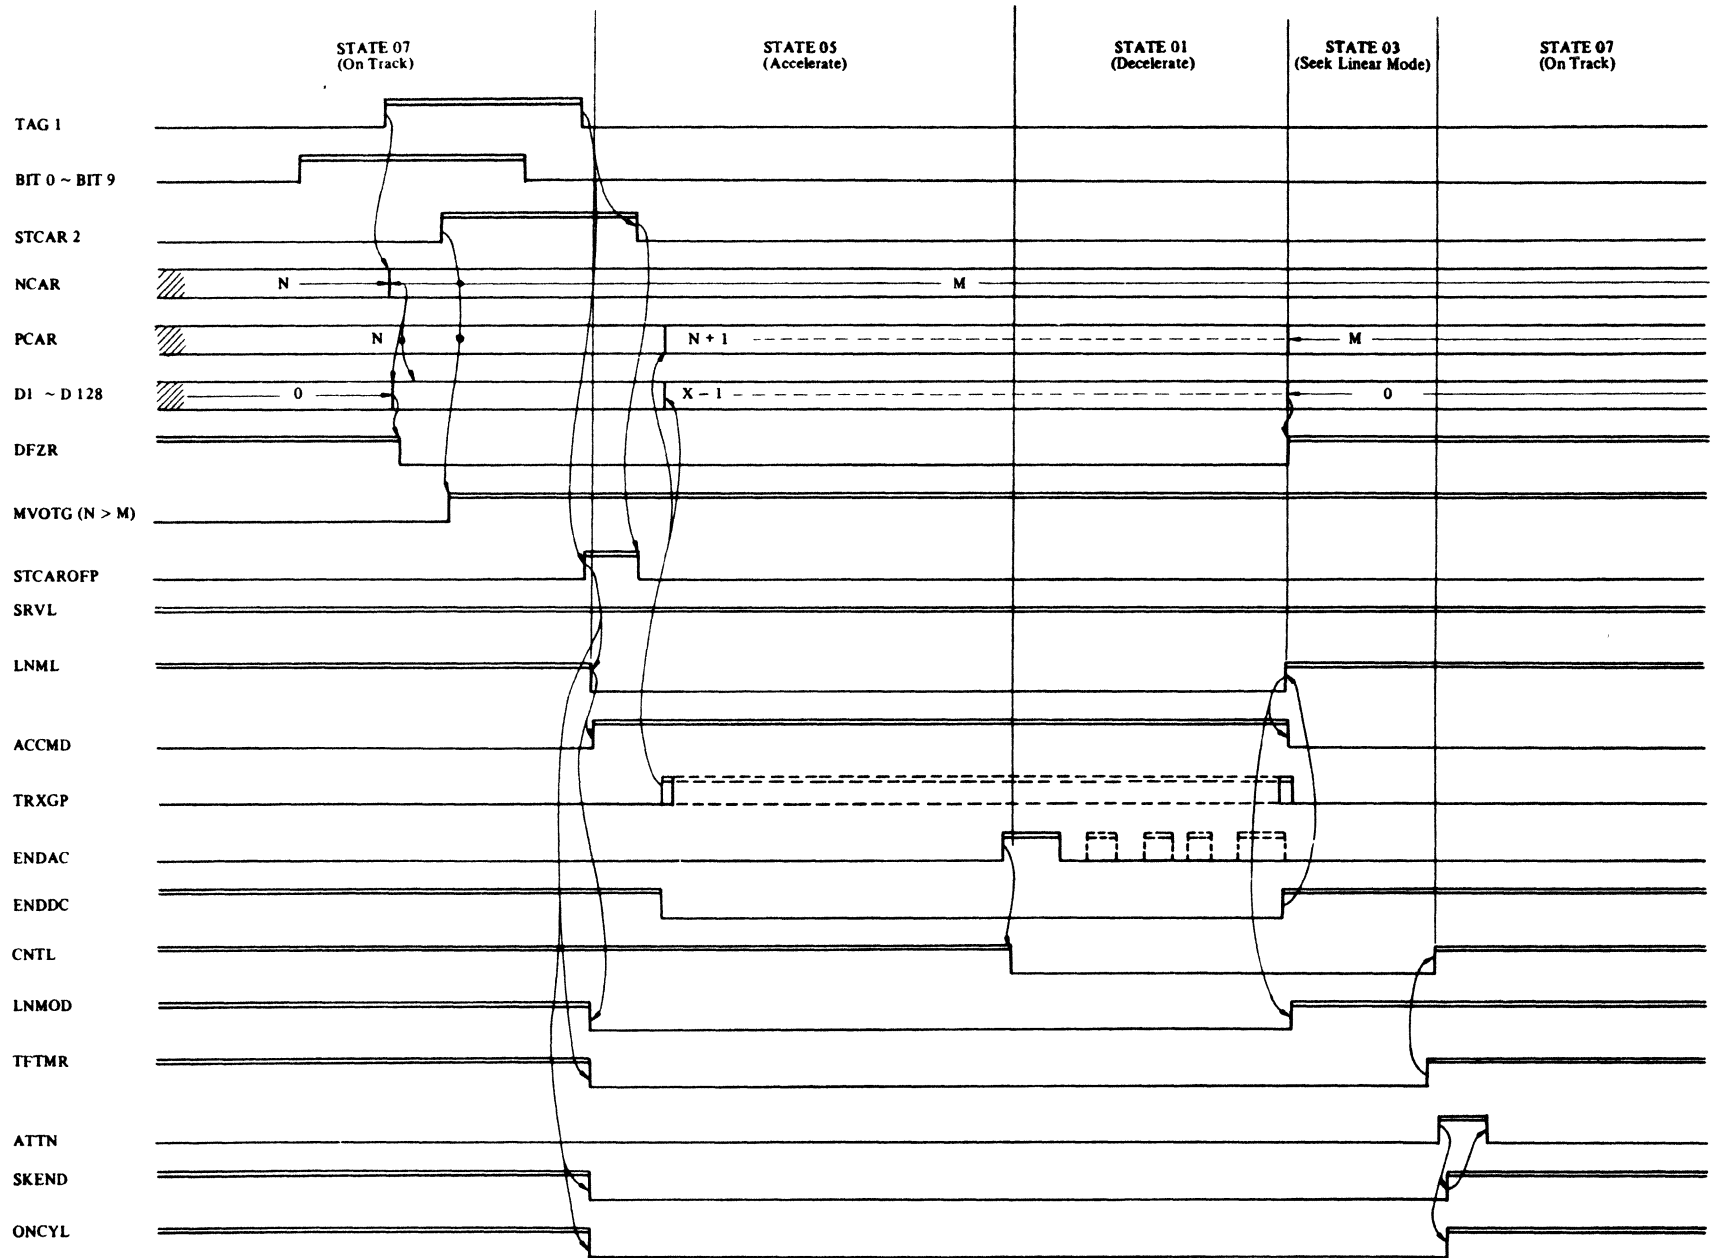 STATE 07
(On Track)
STATE 05
(Accelerate)
STATE 01
(Decelerate)
STATE 03
(Seek Linear Mode)
STATE 07
(On Track)
TAG 1
BIT 0 ~ BIT 9
STCAR 2
NCAR
N
M
PCAR
N
N + 1
M
D1 ~ D 128
0
X - 1
0
DFZR
MVOTG (N > M)
STCAROFP
SRVL
LNML
ACCMD
TRXGP
ENDAC
ENDDC
CNTL
LNMOD
TFTMR
ATTN
SKEND
ONCYL